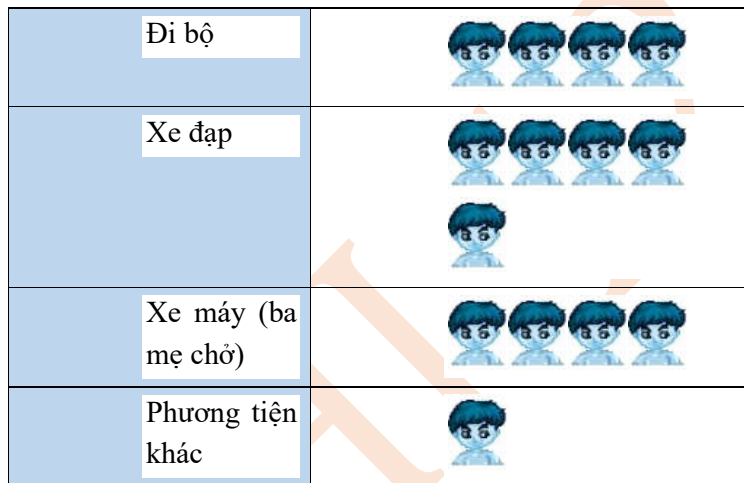 Đi bộ
Xe đạp
Xe máy (ba
mẹ chở)
Phương tiện
khác